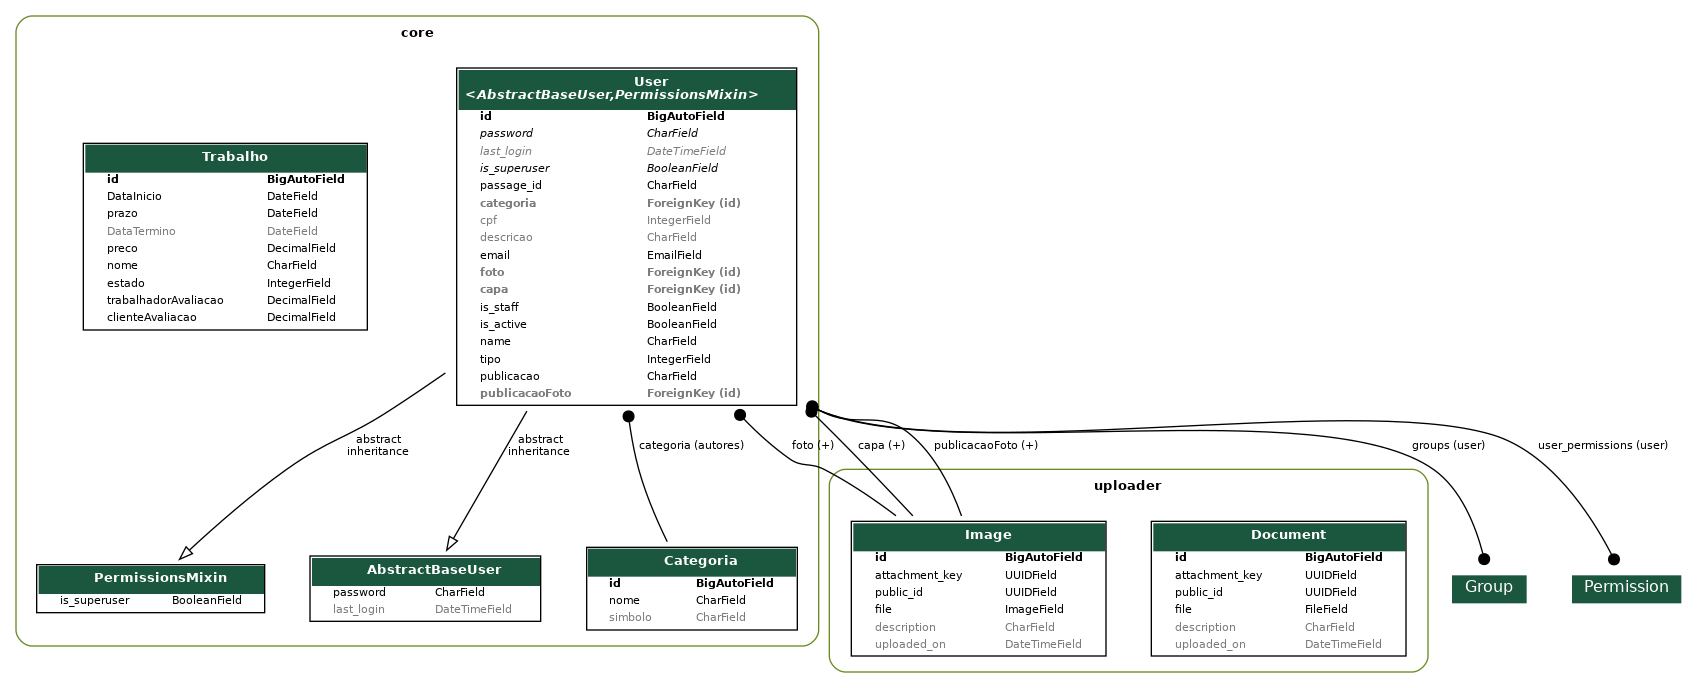 core
User
<AbstractBaseUser,PermissionsMixin>
id BigAutoField
password CharField
last_login DateTimeField
is_superuser BooleanField
passage_id CharField
categoria ForeignKey (id)
cpf IntegerField
descricao CharField
email EmailField
foto ForeignKey (id)
capa ForeignKey (id)
is_staff BooleanField
is_active BooleanField
name CharField
tipo IntegerField
publicacao CharField
publicacaoFoto ForeignKey (id)
Trabalho
id BigAutoField
DataInicio DateField
prazo DateField
DataTermino DateField
preco DecimalField
nome CharField
estado IntegerField
trabalhadorAvaliacao DecimalField
clienteAvaliacao DecimalField
abstract
inheritance
abstract
inheritance
categoria (autores)
foto (+)
capa (+)
publicacaoFoto (+)
groups (user)
user_permissions (user)
PermissionsMixin
is_superuser BooleanField
AbstractBaseUser
password CharField
last_login DateTimeField
Categoria
id BigAutoField
nome CharField
simbolo CharField
uploader
Image
id BigAutoField
attachment_key UUIDField
public_id UUIDField
file ImageField
description CharField
uploaded_on DateTimeField
Document
id BigAutoField
attachment_key UUIDField
public_id UUIDField
file FileField
description CharField
uploaded_on DateTimeField
Group
Permission